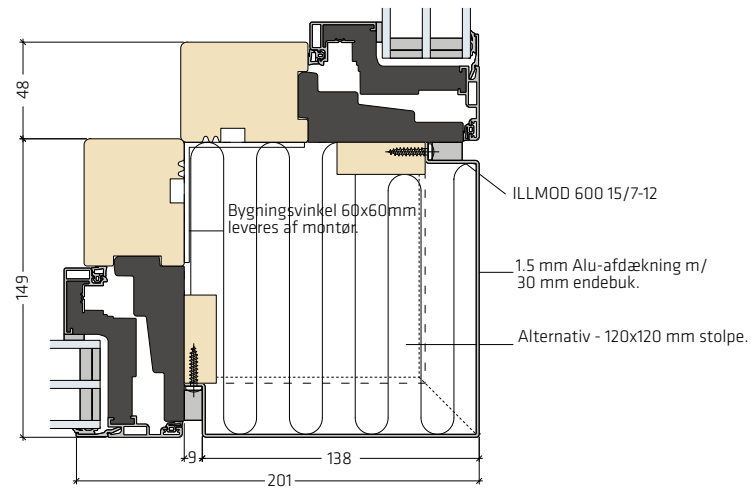 48
149
Bygningsvinkel 60x60mm
leveres af montør.
ILLMOD 600 15/7-12
1.5 mm Alu-afdækning m/
30 mm endebuk.
Alternativ - 120x120 mm stolpe.
9
138
201